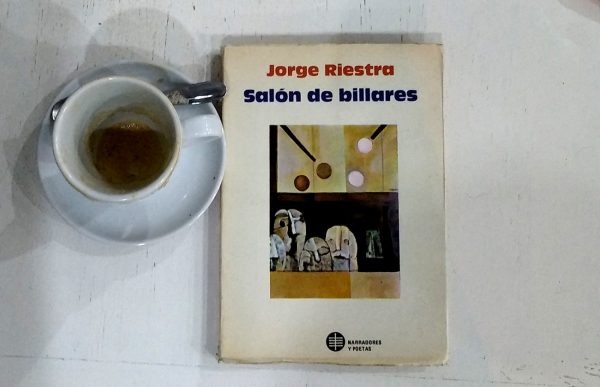 Jorge Riestra
Salón de billares
NARRADORES
Y POETAS